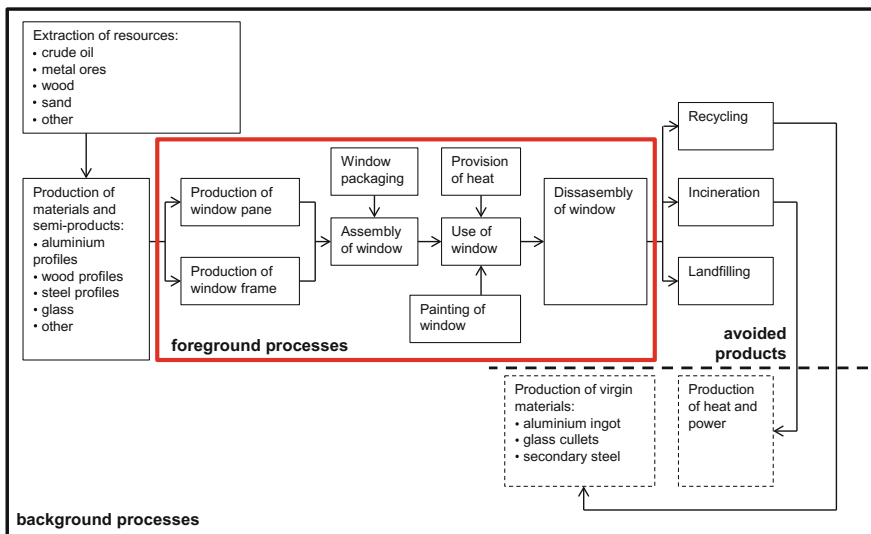 Extraction of resources:
• crude oil
• metal ores
• wood
• sand
• other
Production of
materials and
semi-products:
• aluminium
profiles
• wood profiles
• steel profiles
• glass
• other
Production of
window pane
Production of
window frame
Window
packaging
Assembly
of window
Provision
of heat
Use of
window
Painting of
window
Dissasembly
of window
foreground processes
Recycling
Incineration
Landfilling
avoided
products
Production of virgin
materials:
• aluminium ingot
• glass cullets
• secondary steel
Production
of heat and
power
background processes